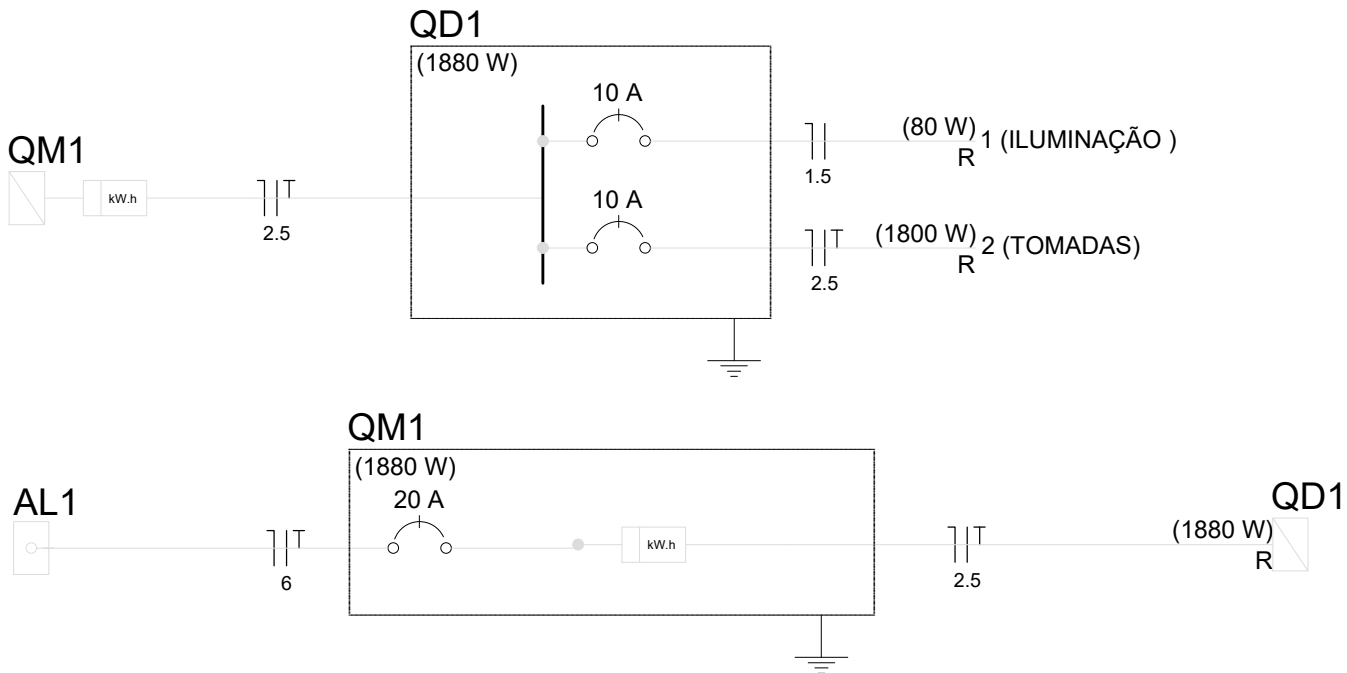 QD1
(1880 W)
10 A
(80 W)
1 (ILUMINAÇÃO )
R
QM1
kW.h
T
2.5
1.5
10 A
(1800 W)
2 (TOMADAS)
R
T
2.5
QM1
(1880 W)
20 A
AL1
QD1
T
6
kW.h
T
2.5
(1880 W)
R